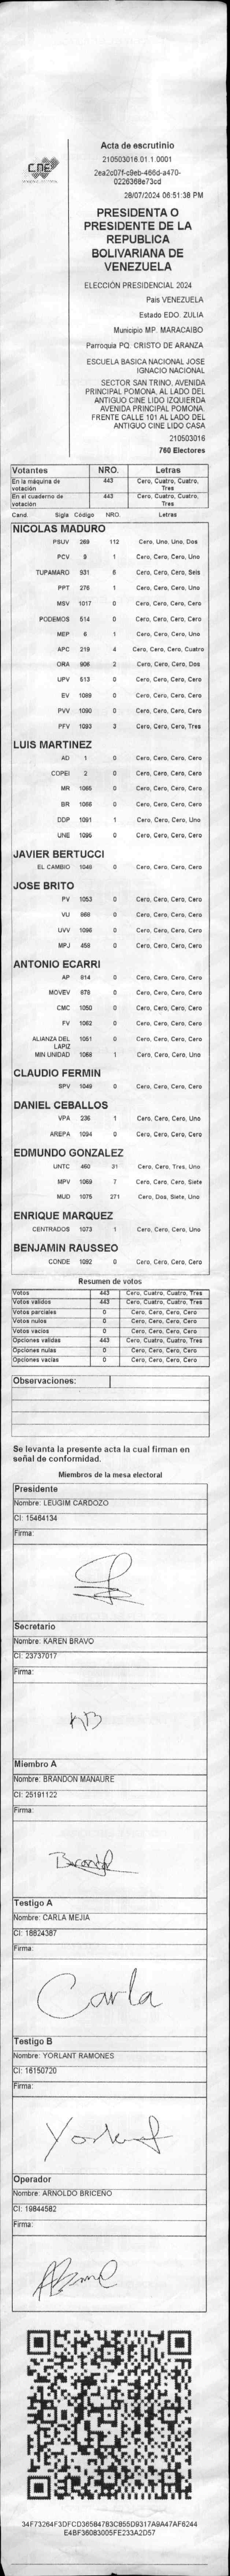 CNE
Acta de escrutinio
210503016.01.1.0001
2ea2c07f-c9eb-466d-a470-
0226368e73cd
28/07/2024 06:51:38 PM
PRESIDENTA O
PRESIDENTE DE LA
REPUBLICA
BOLIVARIANA DE
VENEZUELA
ELECCIÓN PRESIDENCIAL 2024
País VENEZUELA
Estado EDO. ZULIA
Municipio MP. MARACAIBO
Parroquia PQ. CRISTO DE ARANZA
ESCUELA BASICA NACIONAL JOSE
IGNACIO NACIONAL
SECTOR SAN TRINO, AVENIDA
PRINCIPAL POMONA, AL LADO DEL
ANTIGUO CINE LIDO IZQUIERDA
AVENIDA PRINCIPAL POMONA.
FRENTE CALLE 101 AL LADO DEL
ANTIGUO CINE LIDO CASA
210503016
760 Electores
Votantes NRO. Letras
En la máquina de votación 443 Cero, Cuatro, Cuatro, Tres
En el cuaderno de votación 443 Cero, Cuatro, Cuatro, Tres
Cand. Sigla Código NRO. Letras
NICOLAS MADURO
PSUV 269 112 Cero, Uno, Uno, Dos
PCV 9 1 Cero, Cero, Cero, Uno
TUPAMARO 931 6 Cero, Cero, Cero, Seis
PPT 276 1 Cero, Cero, Cero, Uno
MSV 1017 0 Cero, Cero, Cero, Cero
PODEMOS 514 0 Cero, Cero, Cero, Cero
MEP 6 1 Cero, Cero, Cero, Uno
APC 219 4 Cero, Cero, Cero, Cuatro
ORA 906 2 Cero, Cero, Cero, Dos
UPV 513 0 Cero, Cero, Cero, Cero
EV 1089 0 Cero, Cero, Cero, Cero
PVV 1090 0 Cero, Cero, Cero, Cero
PFV 1093 3 Cero, Cero, Cero, Tres
LUIS MARTINEZ
AD 1 0 Cero, Cero, Cero, Cero
COPEI 2 0 Cero, Cero, Cero, Cero
MR 1065 0 Cero, Cero, Cero, Cero
BR 1066 0 Cero, Cero, Cero, Cero
DDP 1091 1 Cero, Cero, Cero, Uno
UNE 1095 0 Cero, Cero, Cero, Cero
JAVIER BERTUCCI
EL CAMBIO 1046 0 Cero, Cero, Cero, Cero
JOSE BRITO
PV 1053 0 Cero, Cero, Cero, Cero
VU 868 0 Cero, Cero, Cero, Cero
UVV 1096 0 Cero, Cero, Cero, Cero
MPJ 458 0 Cero, Cero, Cero, Cero
ANTONIO ECARRI
AP 814 0 Cero, Cero, Cero, Cero
MOVEV 678 0 Cero, Cero, Cero, Cero
CMC 1050 0 Cero, Cero, Cero, Cero
FV 1062 0 Cero, Cero, Cero, Cero
ALIANZA DEL LAPIZ 1051 0 Cero, Cero, Cero, Cero
MIN UNIDAD 1068 1 Cero, Cero, Cero, Uno
CLAUDIO FERMIN
SPV 1049 0 Cero, Cero, Cero, Cero
DANIEL CEBALLOS
VPA 236 1 Cero, Cero, Cero, Uno
AREPA 1094 0 Cero, Cero, Cero, Cero
EDMUNDO GONZALEZ
UNTC 460 31 Cero, Cero, Tres, Uno
MPV 1069 7 Cero, Cero, Cero, Siete
MUD 1075 271 Cero, Dos, Siete, Uno
ENRIQUE MARQUEZ
CENTRADOS 1073 1 Cero, Cero, Cero, Uno
BENJAMIN RAUSSEO
CONDE 1092 0 Cero, Cero, Cero, Cero
Resumen de votos
Votos 443 Cero, Cuatro, Cuatro, Tres
Votos validos 443 Cero, Cuatro, Cuatro, Tres
Votos parciales 0 Cero, Cero, Cero, Cero
Votos nulos 0 Cero, Cero, Cero, Cero
Votos vacios 0 Cero, Cero, Cero, Cero
Opciones validas 443 Cero, Cuatro, Cuatro, Tres
Opciones nulas 0 Cero, Cero, Cero, Cero
Opciones vacias 0 Cero, Cero, Cero, Cero
Observaciones:
Se levanta la presente acta la cual firman en
señal de conformidad.
Miembros de la mesa electoral
Presidente
Nombre: LEUGIM CARDOZO
CI: 15464134
Firma:
Secretario
Nombre: KAREN BRAVO
CI: 23737017
Firma:
KB
Miembro A
Nombre: BRANDON MANAURE
CI: 25191122
Firma:
Testigo A
Nombre: CARLA MEJIA
CI: 18824387
Firma:
Carla
Testigo B
Nombre: YORLANT RAMONES
CI: 16150720
Firma:
Operador
Nombre: ARNOLDO BRICEÑO
CI: 19844582
Firma:
34F73264F3DFCD365847B3C855D9317A9A47AF6244
E4BF36083005FE233A2D57